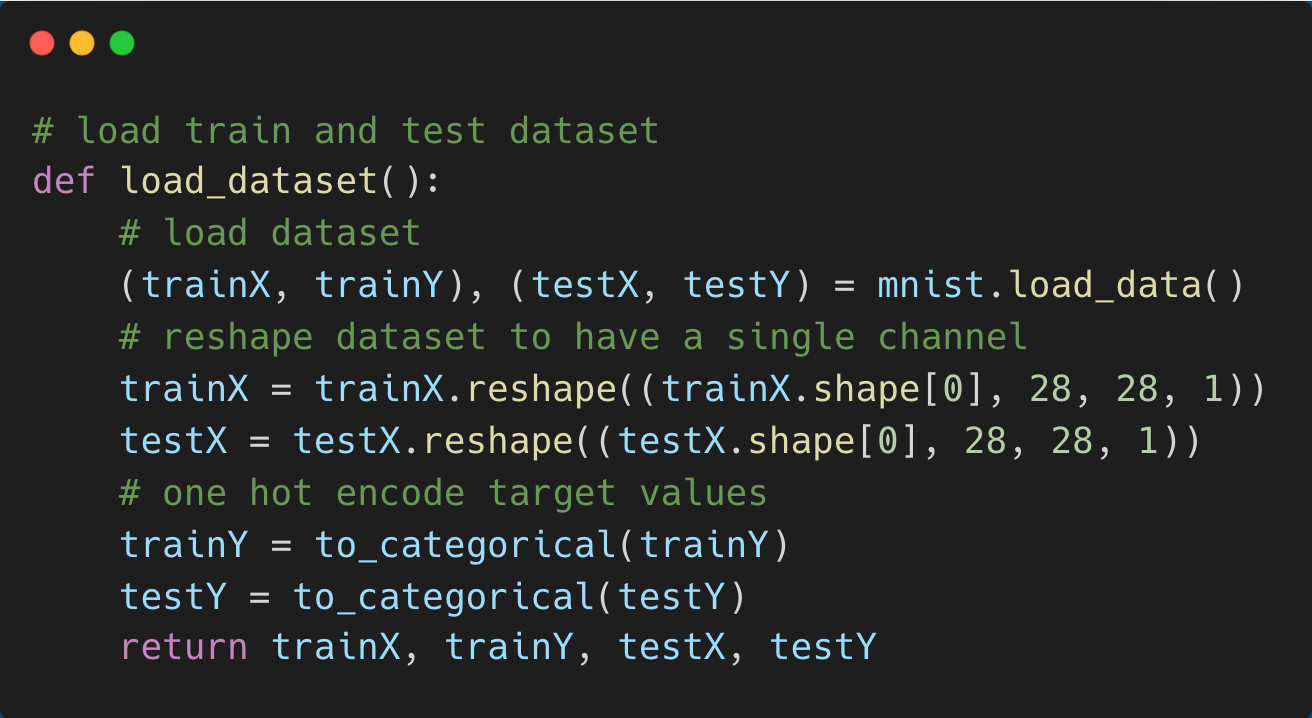 # load train and test dataset
def load_dataset():
    # load dataset
    (trainX, trainY), (testX, testY) = mnist.load_data()
    # reshape dataset to have a single channel
    trainX = trainX.reshape((trainX.shape[0], 28, 28, 1))
    testX = testX.reshape((testX.shape[0], 28, 28, 1))
    # one hot encode target values
    trainY = to_categorical(trainY)
    testY = to_categorical(testY)
    return trainX, trainY, testX, testY